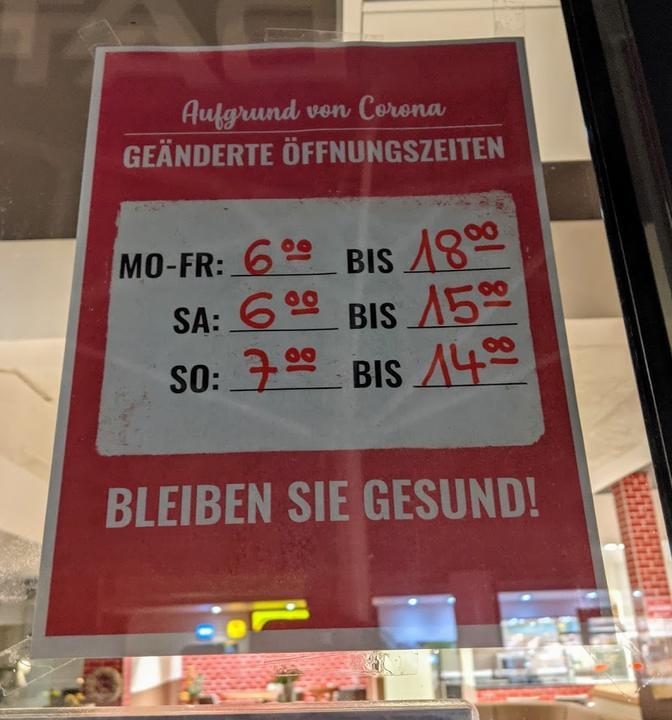 Aufgrund von Corona
GEÄNDERTE ÖFFNUNGSZEITEN
MO-FR: 6⁰⁰ BIS 18⁰⁰
SA: 6⁰⁰ BIS 15⁰⁰
SO: 7⁰⁰ BIS 14⁰⁰
BLEIBEN SIE GESUND!